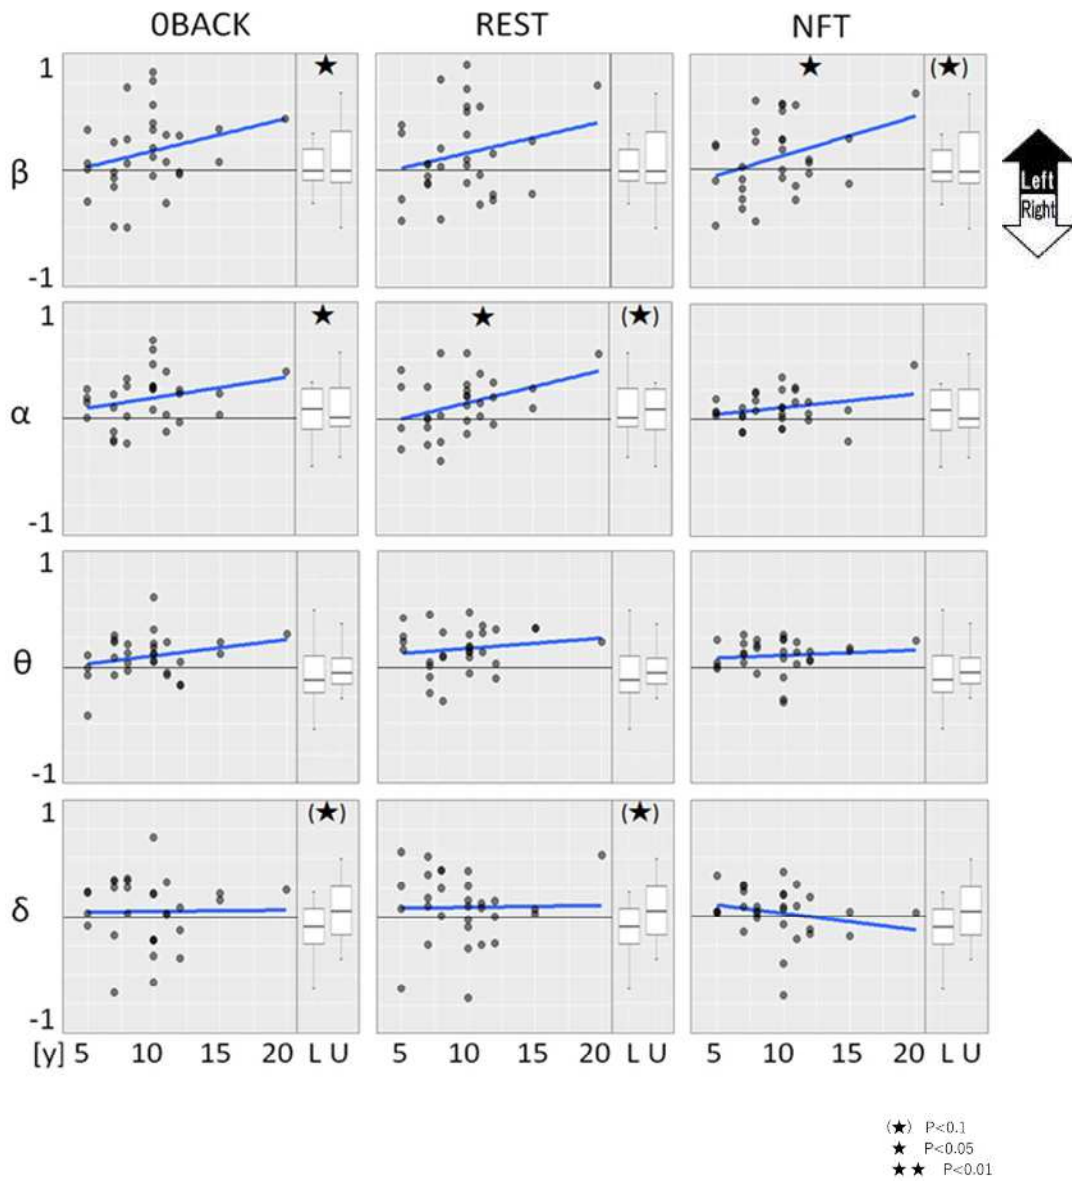 0BACK REST NFT
1 ★ ★ (★)
β
-1
Left
Right
1 ★ ★ (★)
α
-1
1
θ
-1
1 (★) (★)
δ
-1
[y] 5 10 15 20 L U 5 10 15 20 L U 5 10 15 20 L U
(★) P<0.1
★ P<0.05
★★ P<0.01